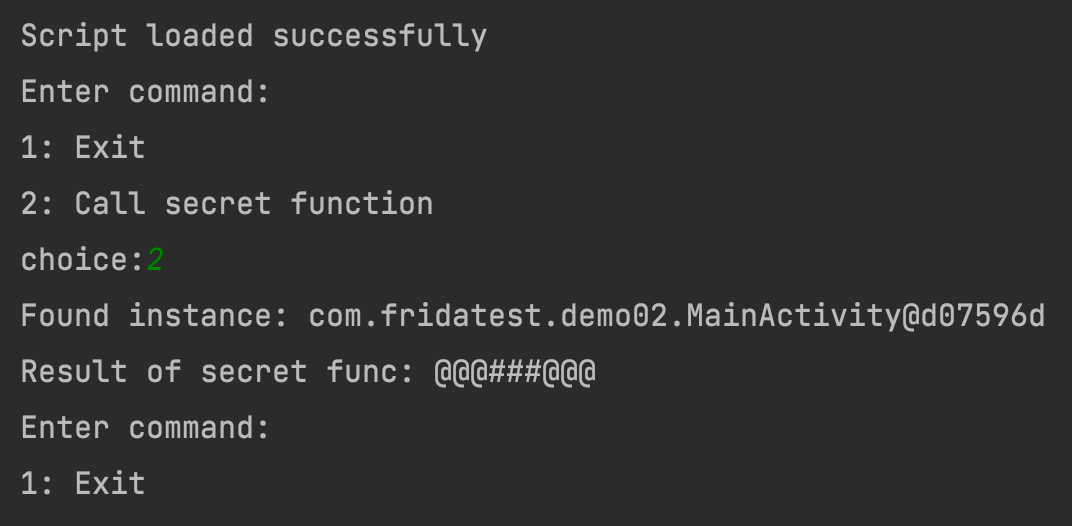 Script loaded successfully
Enter command:
1: Exit
2: Call secret function
choice:2
Found instance: com.fridatest.demo02.MainActivity@d07596d
Result of secret func: @@@###@@@
Enter command:
1: Exit